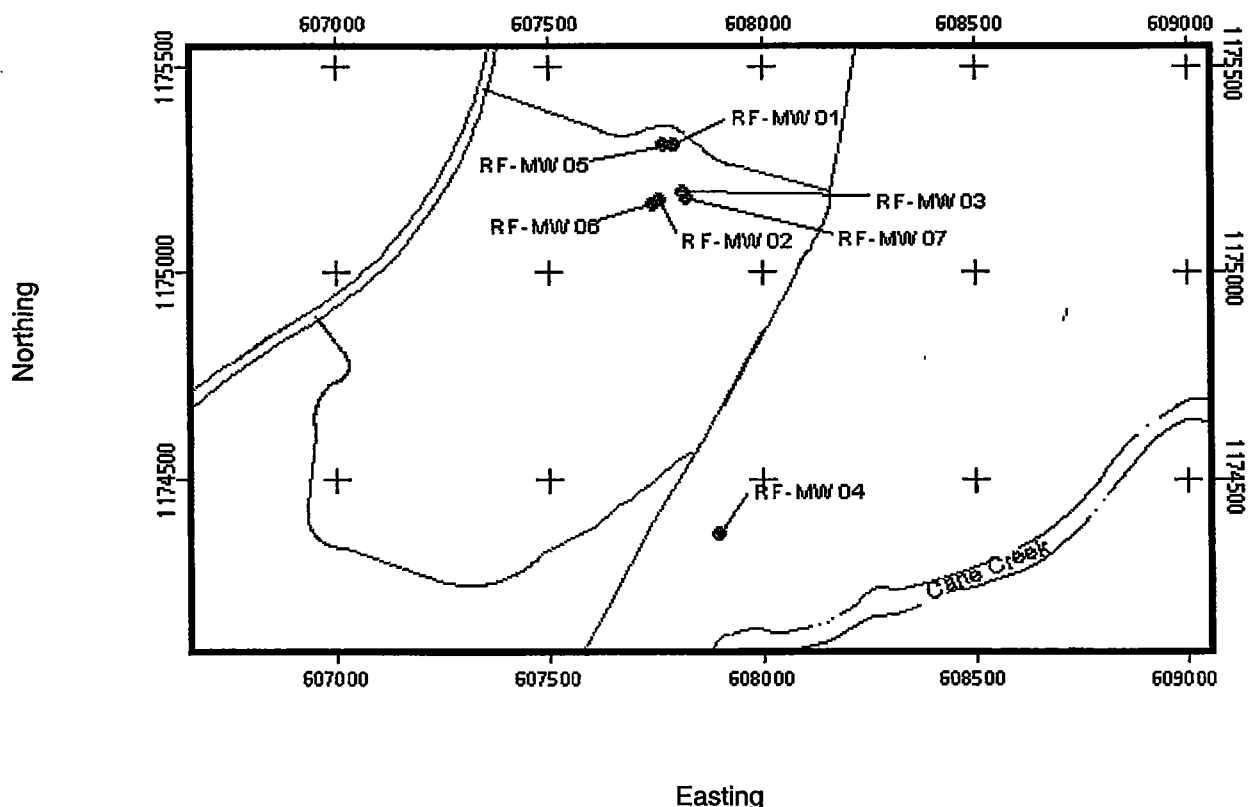 607000 607500 608000 608500 609000
1175500
1175500
RF-MW 01
RF-MW 05
RF-MW 03
RF-MW 06
RF-MW 02
RF-MW 07
1175000
1175000
Northing
1174500
1174500
RF-MW 04
Cane Creek
607000 607500 608000 608500 609000
Easting